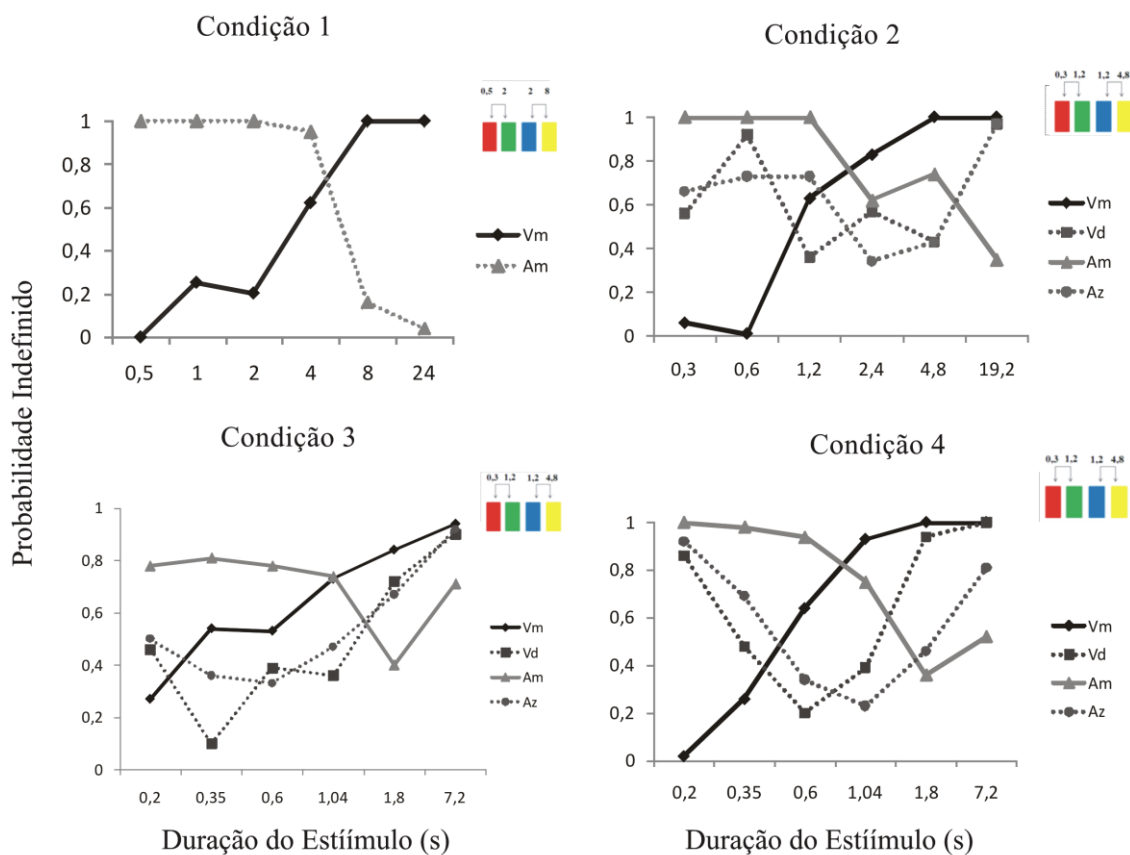 Condição 1
0,5 2 2 8
1
0,8
0,6
0,4
0,2
0
0,5 1 2 4 8 24
Vm
Am
Condição 2
0,3 1,2 1,2 4,8
1
0,8
0,6
0,4
0,2
0
0,3 0,6 1,2 2,4 4,8 19,2
Vm
Vd
Am
Az
Probabilidade Indefinido
Condição 3
0,3 1,2 1,2 4,8
1
0,8
0,6
0,4
0,2
0
0,2 0,35 0,6 1,04 1,8 7,2
Vm
Vd
Am
Az
Duração do Estíímulo (s)
Condição 4
0,3 1,2 1,2 4,8
1
0,8
0,6
0,4
0,2
0
0,2 0,35 0,6 1,04 1,8 7,2
Vm
Vd
Am
Az
Duração do Estíímulo (s)